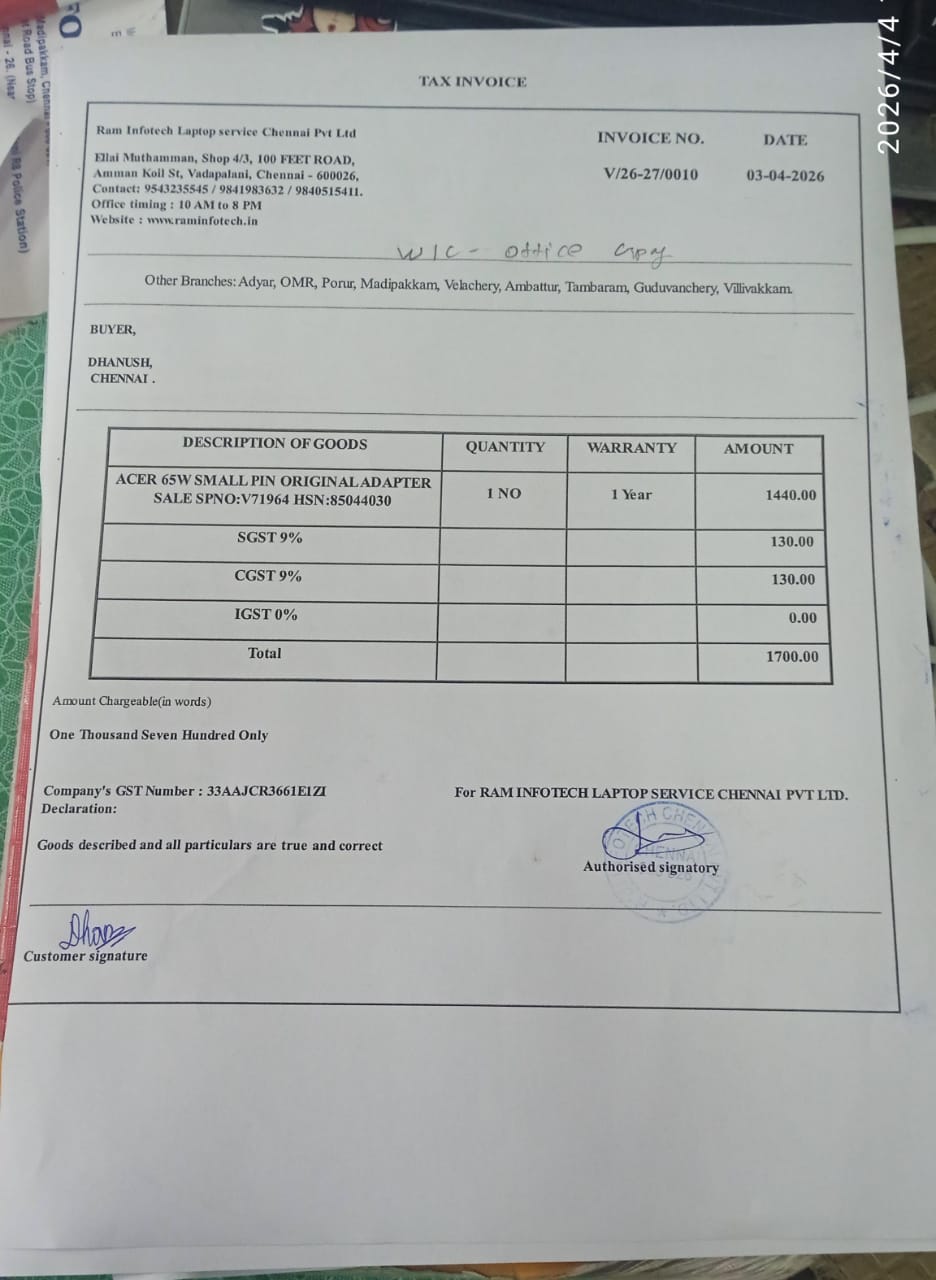 2026/4/4
TAX INVOICE
Ram Infotech Laptop service Chennai Pvt Ltd
Ellai Muthamman, Shop 4/3, 100 FEET ROAD,
Amman Koil St, Vadapalani, Chennai - 600026,
Contact: 9543235545 / 9841983632 / 9840515411.
Office timing : 10 AM to 8 PM
Website : www.raminfotech.in
INVOICE NO. DATE
V/26-27/0010 03-04-2026
WIC - office copy
Other Branches: Adyar, OMR, Porur, Madipakkam, Velachery, Ambattur, Tambaram, Guduvanchery, Villivakkam.
BUYER,
DHANUSH,
CHENNAI .
DESCRIPTION OF GOODS QUANTITY WARRANTY AMOUNT
ACER 65W SMALL PIN ORIGINAL ADAPTER
SALE SPNO:V71964 HSN:85044030 1 NO 1 Year 1440.00
SGST 9% 130.00
CGST 9% 130.00
IGST 0% 0.00
Total 1700.00
Amount Chargeable(in words)
One Thousand Seven Hundred Only
Company's GST Number : 33AAJCR3661E1ZI
Declaration:
For RAM INFOTECH LAPTOP SERVICE CHENNAI PVT LTD.
Goods described and all particulars are true and correct
Authorised signatory
Customer signature
Madipakkam,
Road Bus Stop)
Police Station)